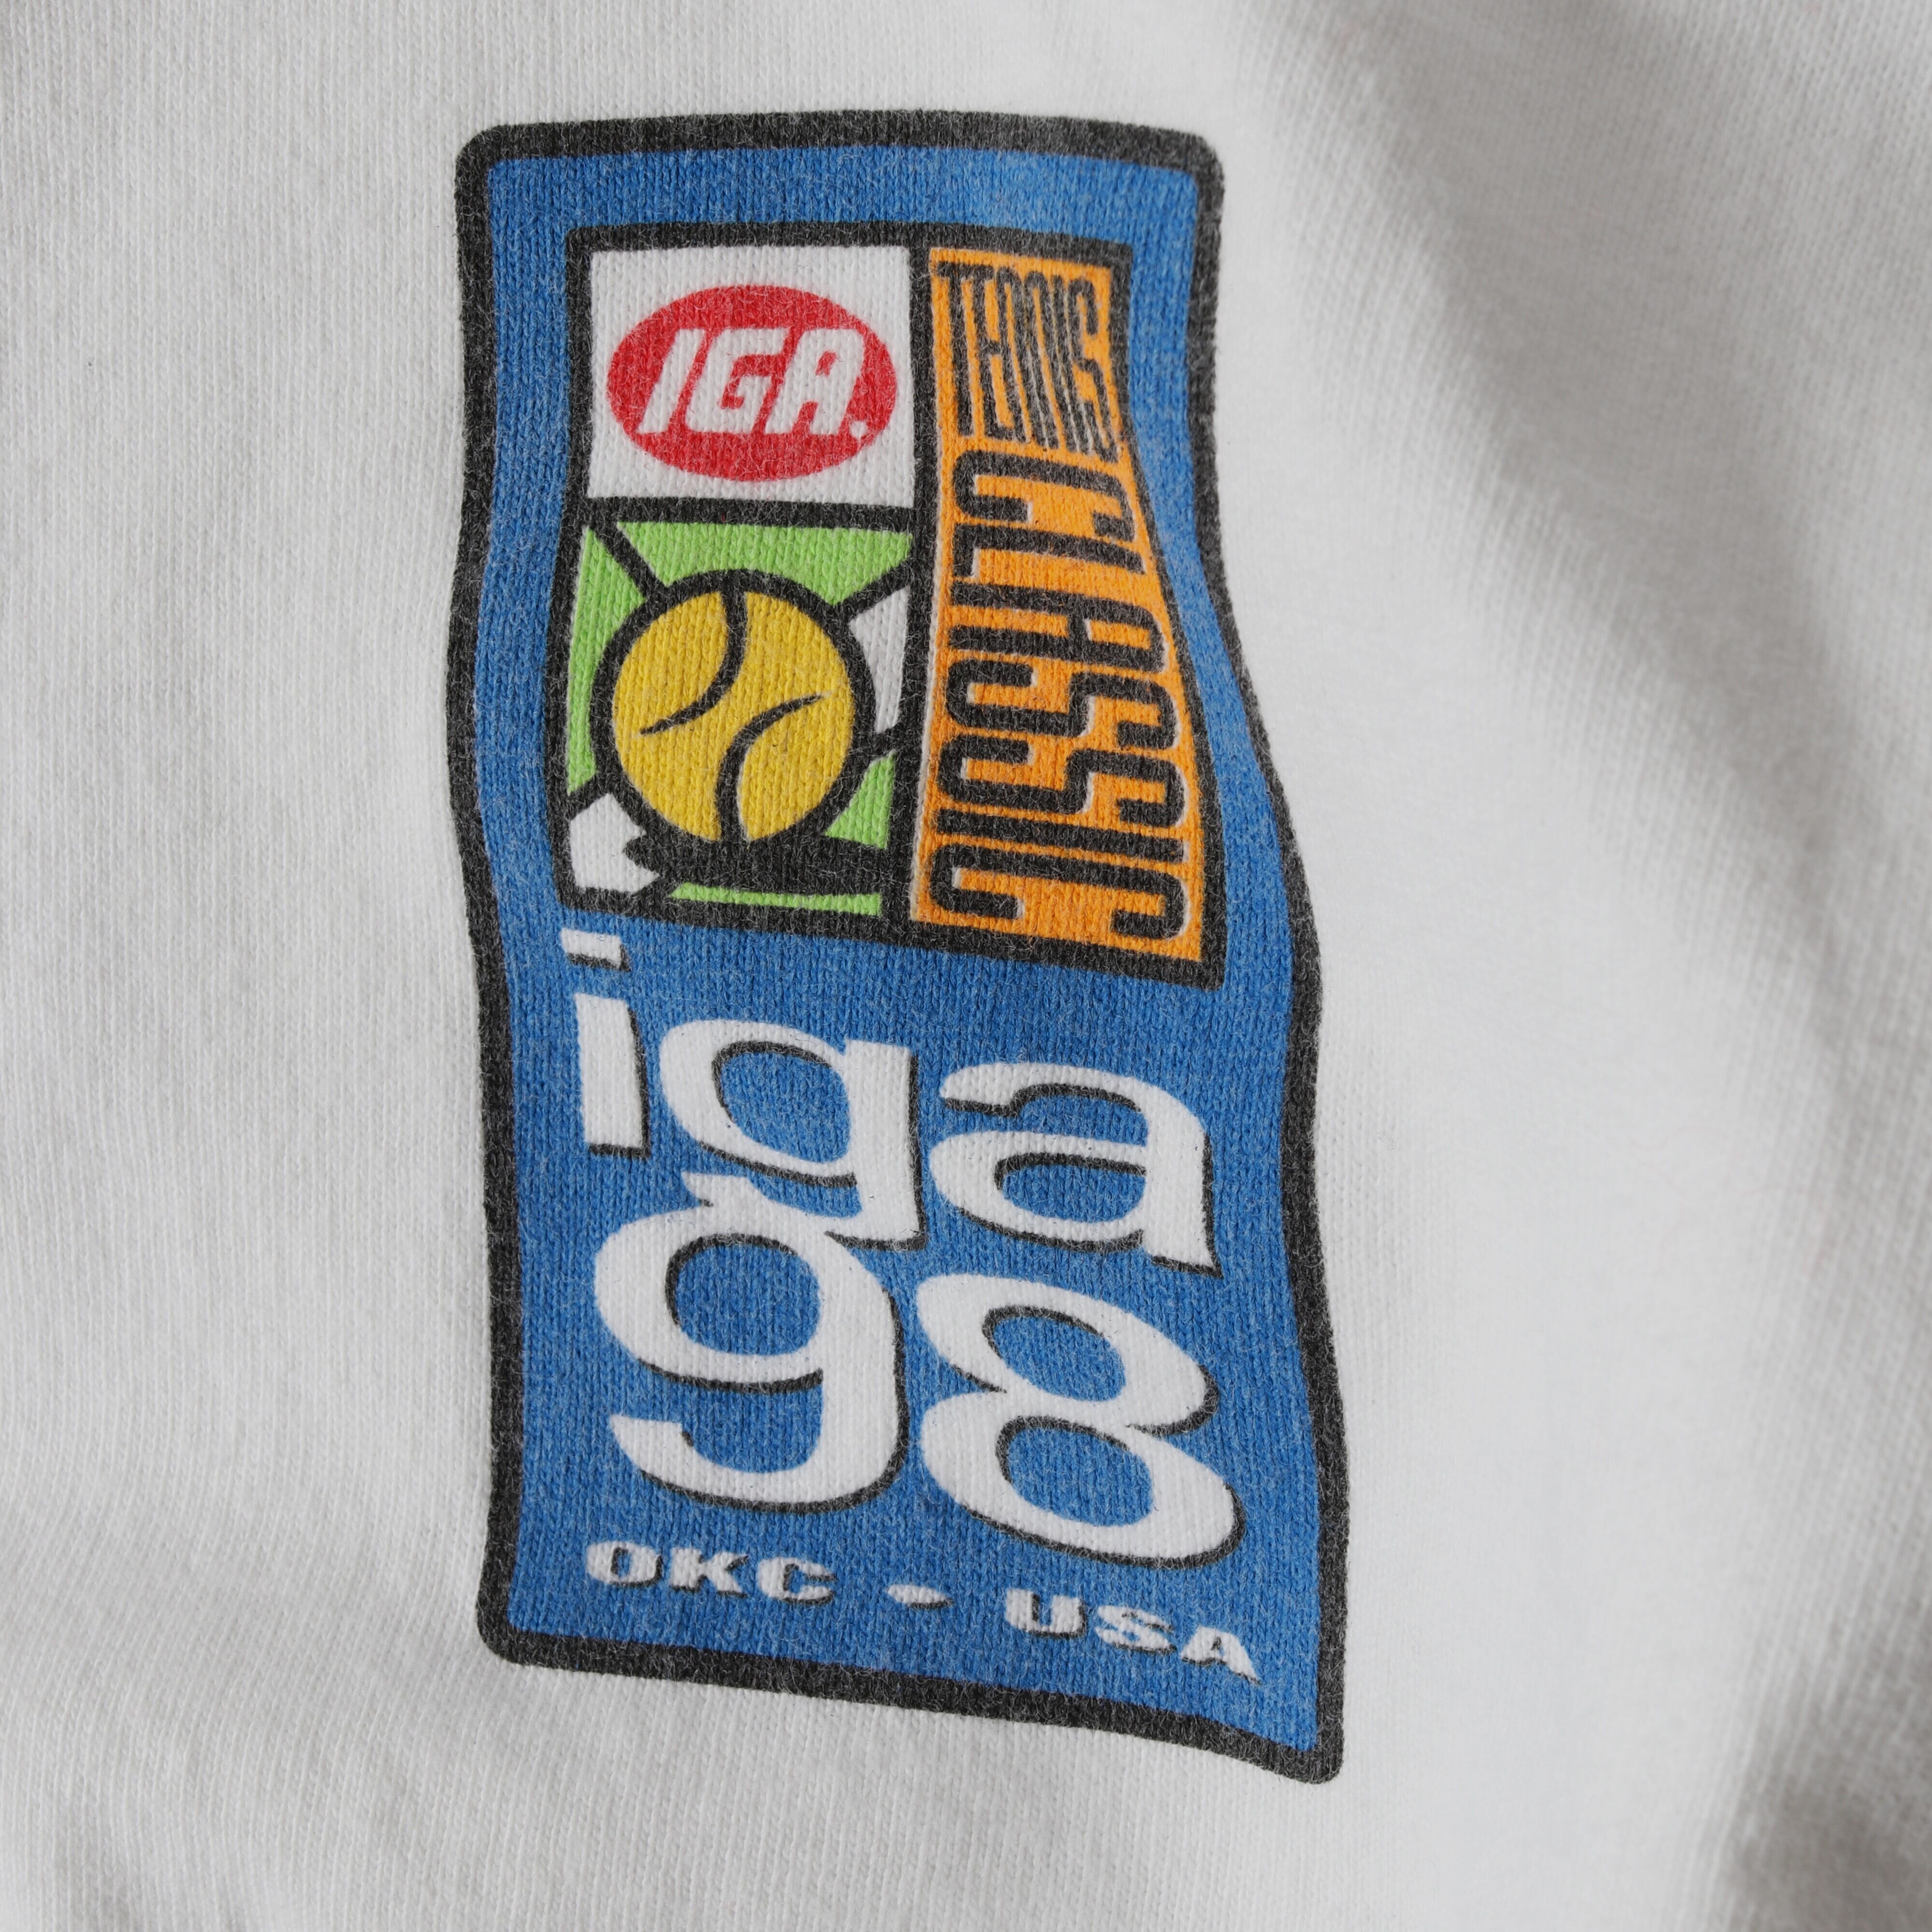 IGA.
TENNIS
CLASSIC
iga
98
OKC • USA